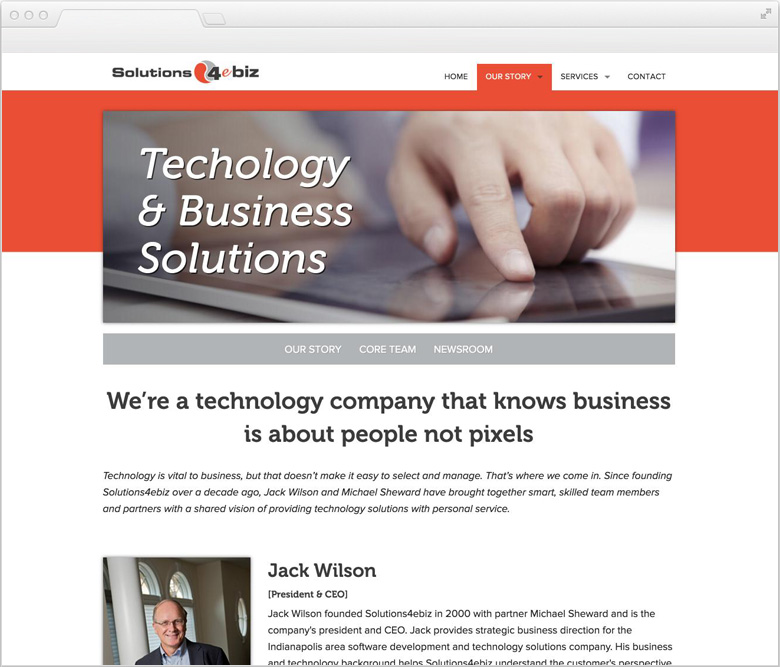 Solutions 4ebiz
HOME OUR STORY SERVICES CONTACT
Techology
& Business
Solutions
OUR STORY CORE TEAM NEWSROOM
We're a technology company that knows business
is about people not pixels
Technology is vital to business, but that doesn't make it easy to select and manage. That's where we come in. Since founding
Solutions4ebiz over a decade ago, Jack Wilson and Michael Sheward have brought together smart, skilled team members
and partners with a shared vision of providing technology solutions with personal service.
Jack Wilson
[President & CEO]
Jack Wilson founded Solutions4ebiz in 2000 with partner Michael Sheward and is the
company's president and CEO. Jack provides strategic business direction for the
Indianapolis area software development and technology solutions company. His business
and technology background helps Solutions4ebiz understand the customer's perspective